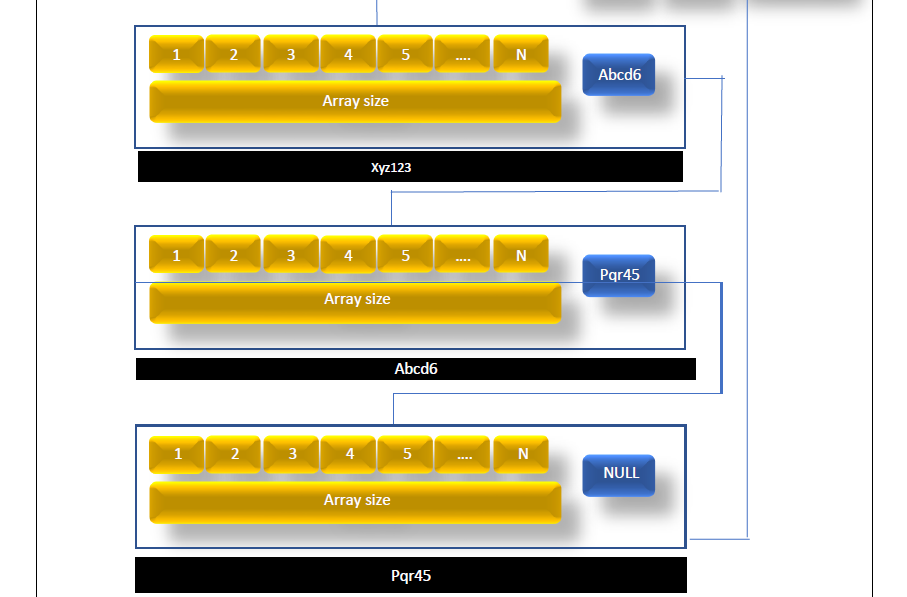 1 2 3 4 5 .... N
Abcd6
Array size
Xyz123
1 2 3 4 5 .... N
Pqr45
Array size
Abcd6
1 2 3 4 5 .... N
NULL
Array size
Pqr45